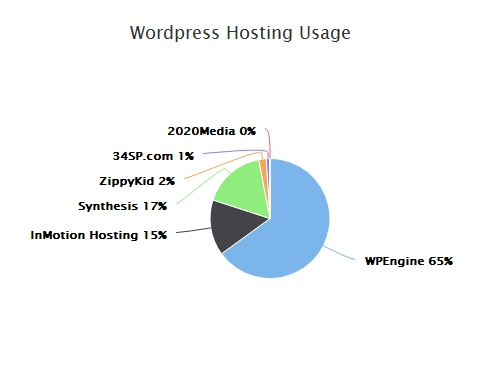 Wordpress Hosting Usage
2020Media 0%
34SP.com 1%
ZippyKid 2%
Synthesis 17%
InMotion Hosting 15%
WPEngine 65%